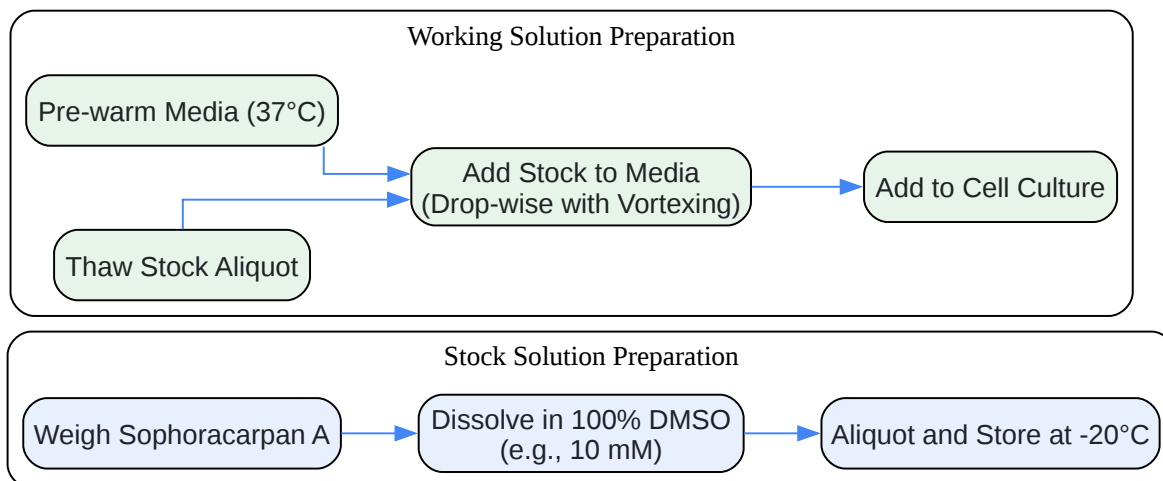 Working Solution Preparation
Pre-warm Media (37°C)
Add Stock to Media
(Drop-wise with Vortexing)
Add to Cell Culture
Thaw Stock Aliquot
Stock Solution Preparation
Weigh Sophoracarpan A
Dissolve in 100% DMSO
(e.g., 10 mM)
Aliquot and Store at -20°C